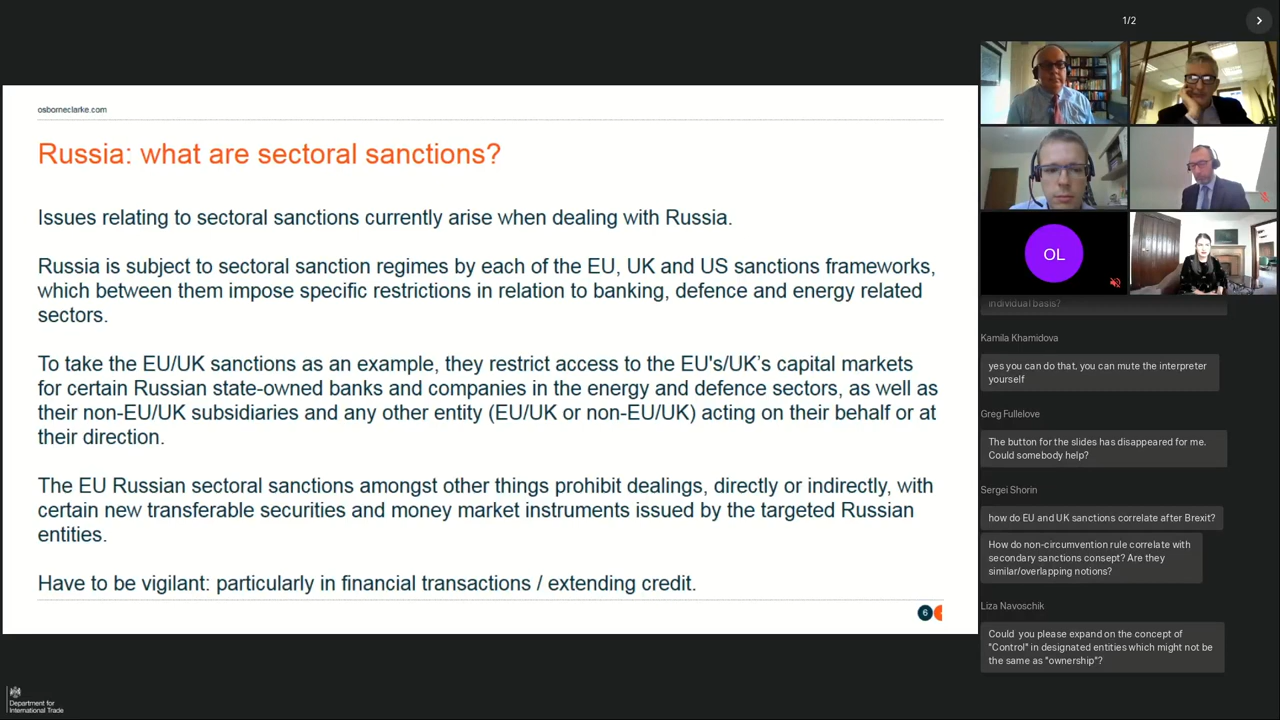 1/2
osborneclarke.com
Russia: what are sectoral sanctions?
Issues relating to sectoral sanctions currently arise when dealing with Russia.
Russia is subject to sectoral sanction regimes by each of the EU, UK and US sanctions frameworks,
which between them impose specific restrictions in relation to banking, defence and energy related
sectors.
To take the EU/UK sanctions as an example, they restrict access to the EU's/UK’s capital markets
for certain Russian state-owned banks and companies in the energy and defence sectors, as well as
their non-EU/UK subsidiaries and any other entity (EU/UK or non-EU/UK) acting on their behalf or at
their direction.
The EU Russian sectoral sanctions amongst other things prohibit dealings, directly or indirectly, with
certain new transferable securities and money market instruments issued by the targeted Russian
entities.
Have to be vigilant: particularly in financial transactions / extending credit.
6
OL
individual basis?
Kamila Khamidova
yes you can do that, you can mute the interpreter
yourself
Greg Fullelove
The button for the slides has disappeared for me.
Could somebody help?
Sergei Shorin
how do EU and UK sanctions correlate after Brexit?
How do non-circumvention rule correlate with
secondary sanctions consept? Are they
similar/overlapping notions?
Liza Navoschik
Could  you please expand on the concept of
"Control" in designated entities which might not be
the same as "ownership"?
Department for
International Trade